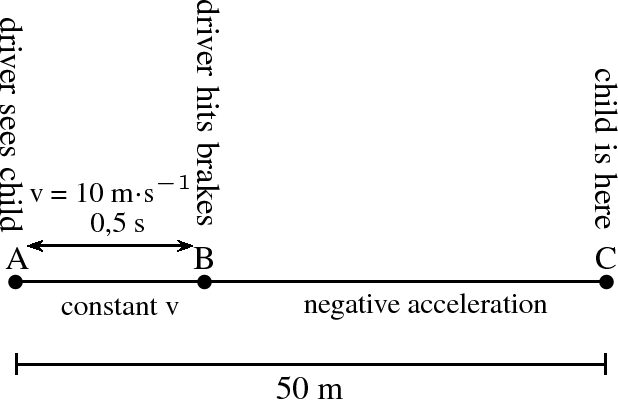 driver sees child
driver hits brakes
child is here
v = 10 m·s⁻¹
0,5 s
A
B
C
constant v
negative acceleration
50 m